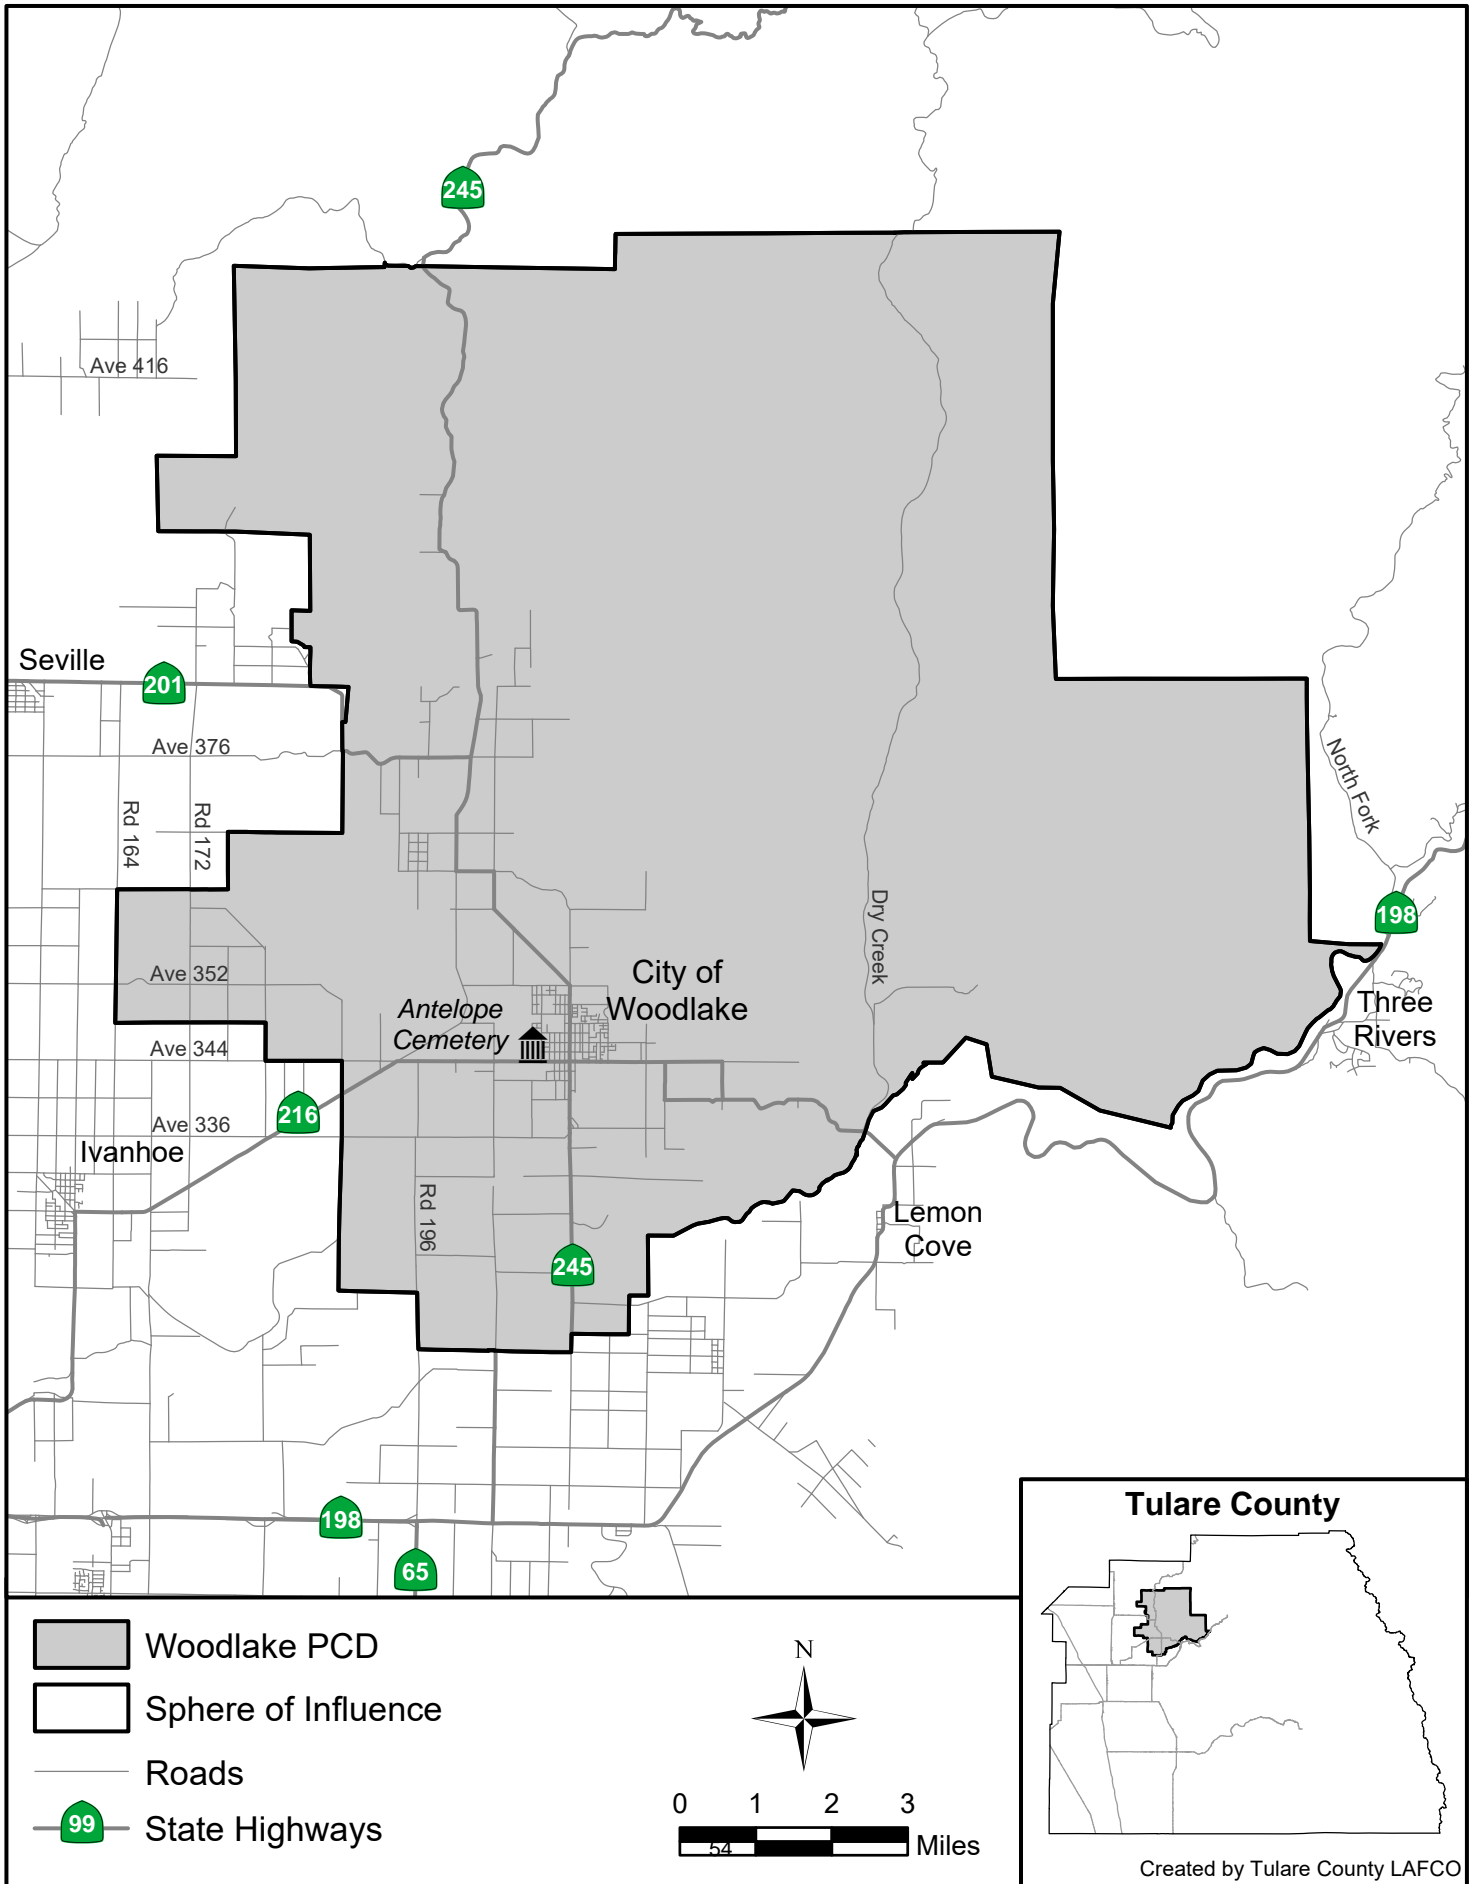 245
Ave 416
Seville
201
Ave 376
Rd 164
Rd 172
North Fork
198
Dry Creek
Ave 352
City of
Woodlake
Antelope
Cemetery
Three
Rivers
Ave 344
216
Ave 336
Ivanhoe
Rd 196
Lemon
Cove
245
198
65
Tulare County
Woodlake PCD
Sphere of Influence
Roads
99
State Highways
N
0 1 2 3
54
Miles
Created by Tulare County LAFCO